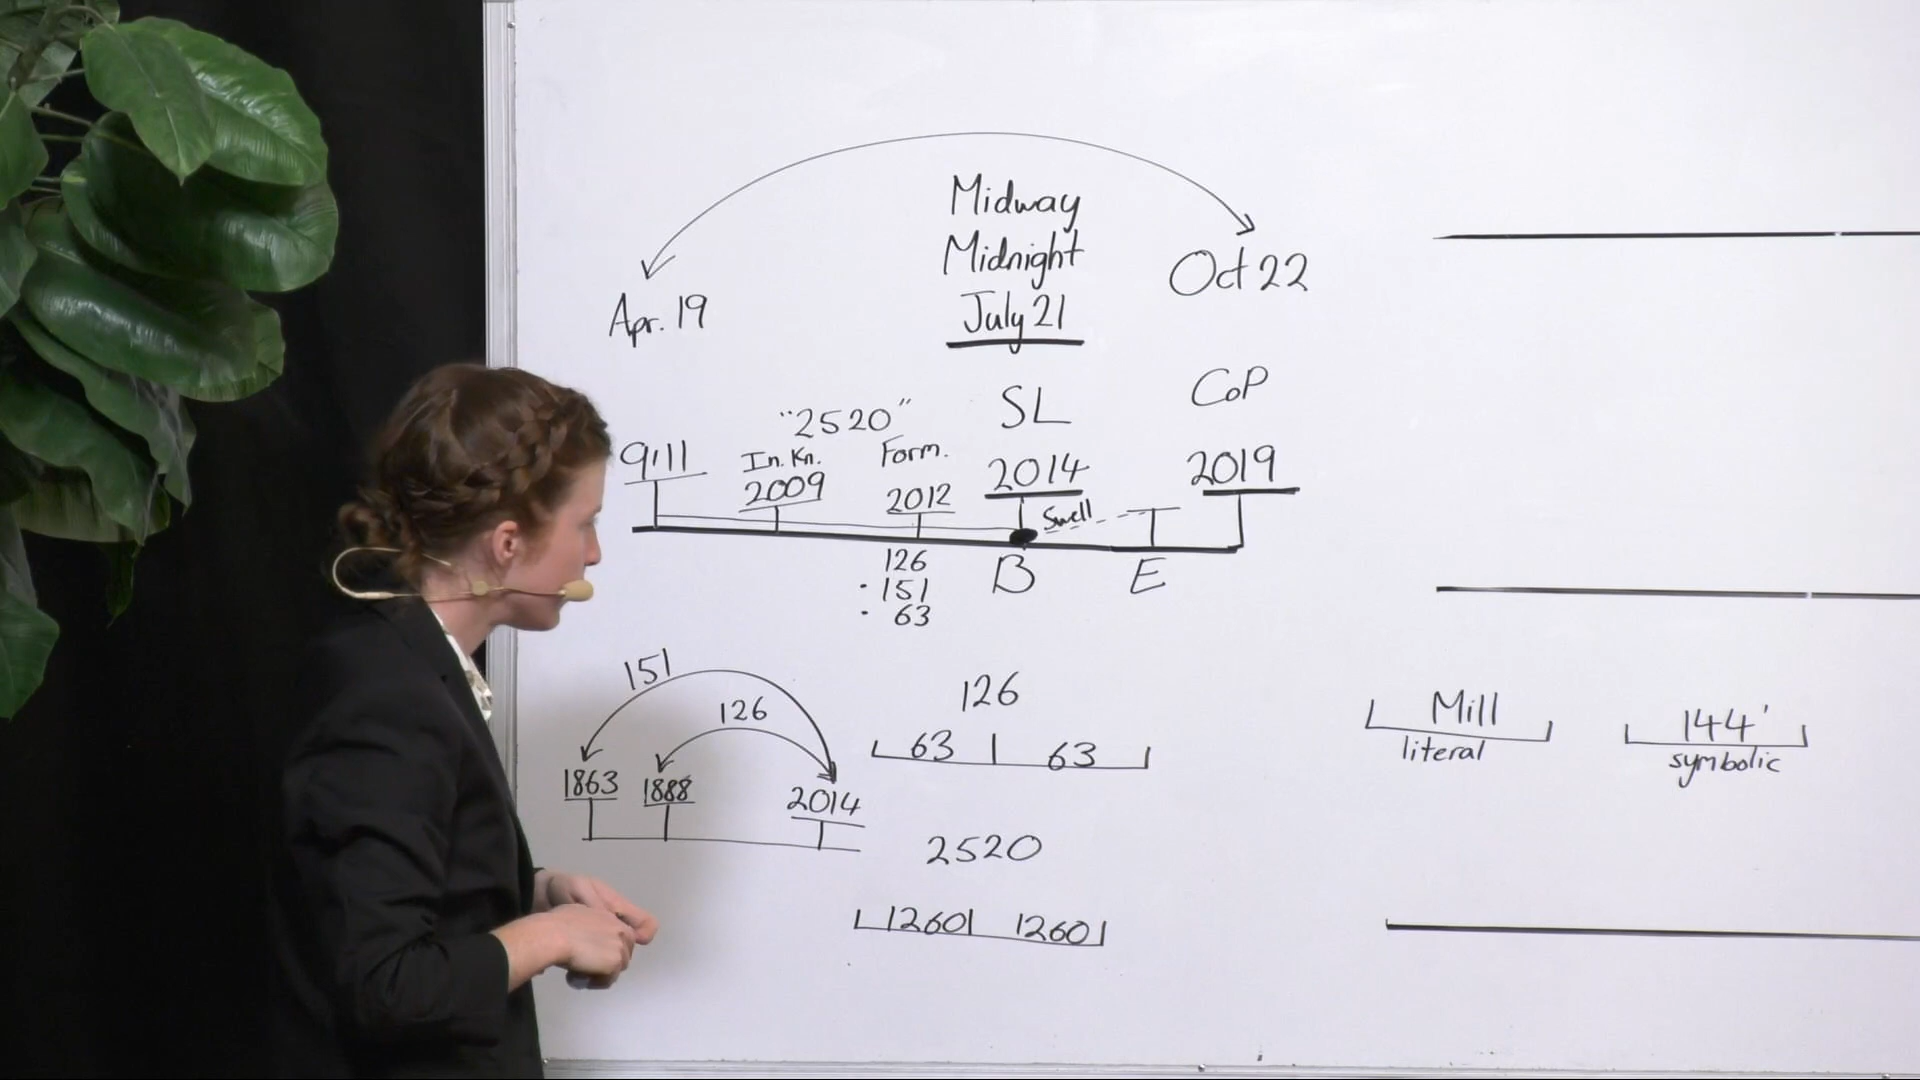 Midway
Midnight
July 21
Apr. 19
Oct 22
SL
CoP
"2520"
9/11
In. Kn.
2009
Form.
2012
2014
2019
Swell
126
· 151
· 63
B
E
151
126
1863
1888
2014
126
63
63
2520
1260
1260
Mill
literal
144'
symbolic